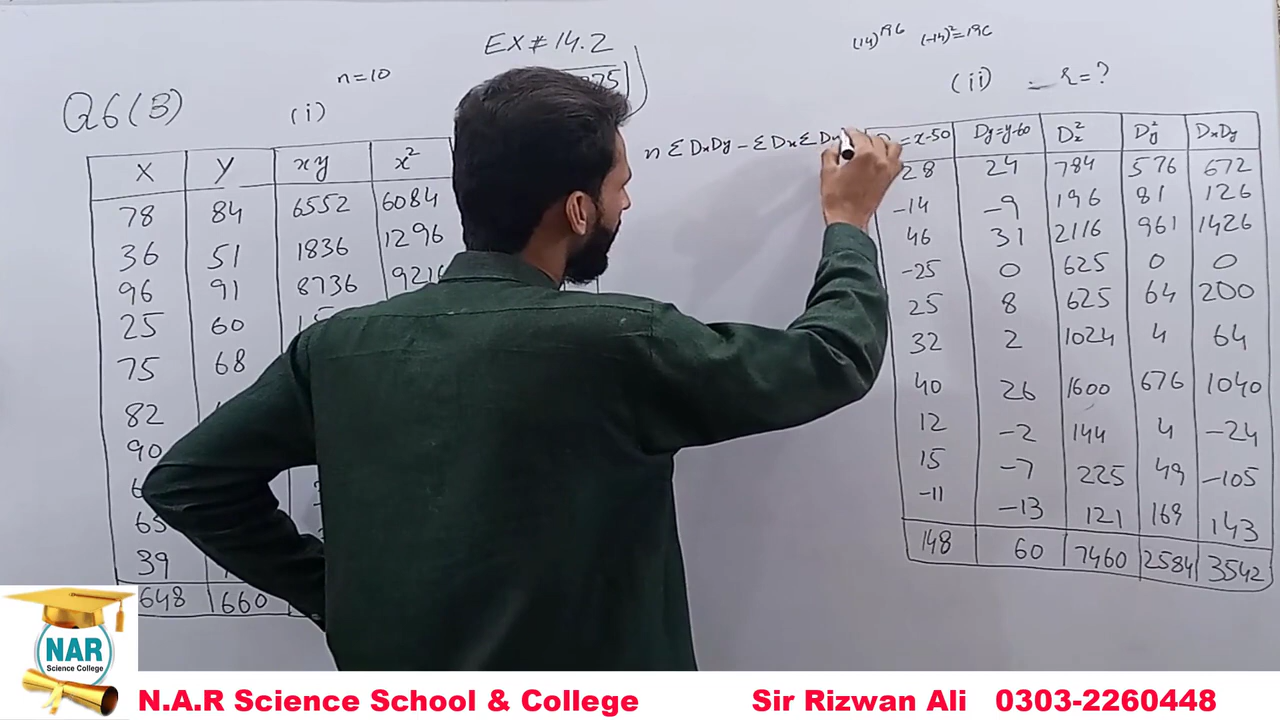 EX # 14.2
(14)^196 (-14)²=196
n=10
(ii) r=?
Q6(B)
(i)
n Σ DxDy - Σ Dx Σ Dy
X Y xy x²
78 84 6552 6084
36 51 1836 1296
96 91 8736 9216
25 60
75 68
82
90
65
39
648 660
=x-50 Dy=y-60 Dx² Dy² DxDy
28 24 784 576 672
-14 -9 196 81 126
46 31 2116 961 1426
-25 0 625 0 0
25 8 625 64 200
32 2 1024 4 64
40 26 1600 676 1040
12 -2 144 4 -24
15 -7 225 49 -105
-11 -13 121 169 143
148 60 7460 2584 3542
NAR
Science College
N.A.R Science School & College Sir Rizwan Ali 0303-2260448